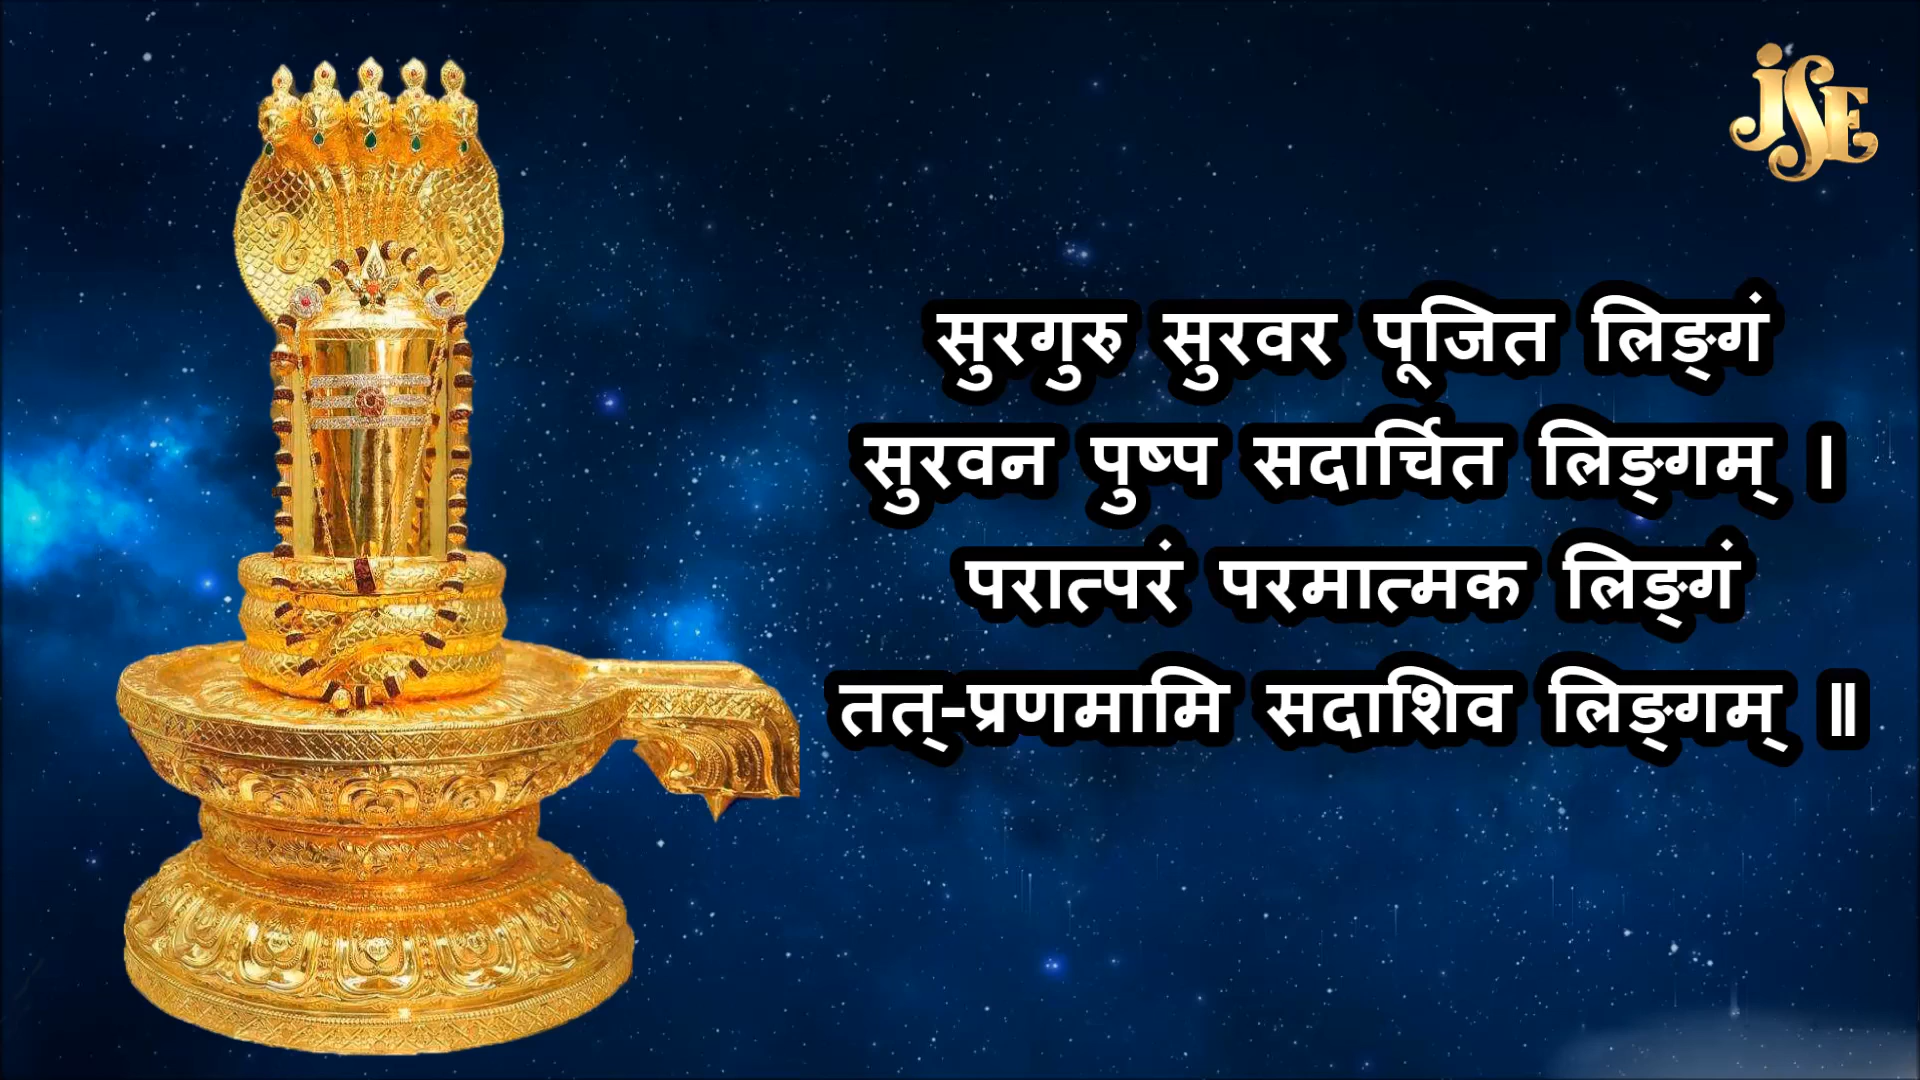 JSE
सुरगुरु सुरवर पूजित लिङ्गं
सुरवन पुष्प सदार्चित लिङ्गम् ।
परात्परं परमात्मक लिङ्गं
तत्-प्रणमामि सदाशिव लिङ्गम् ॥